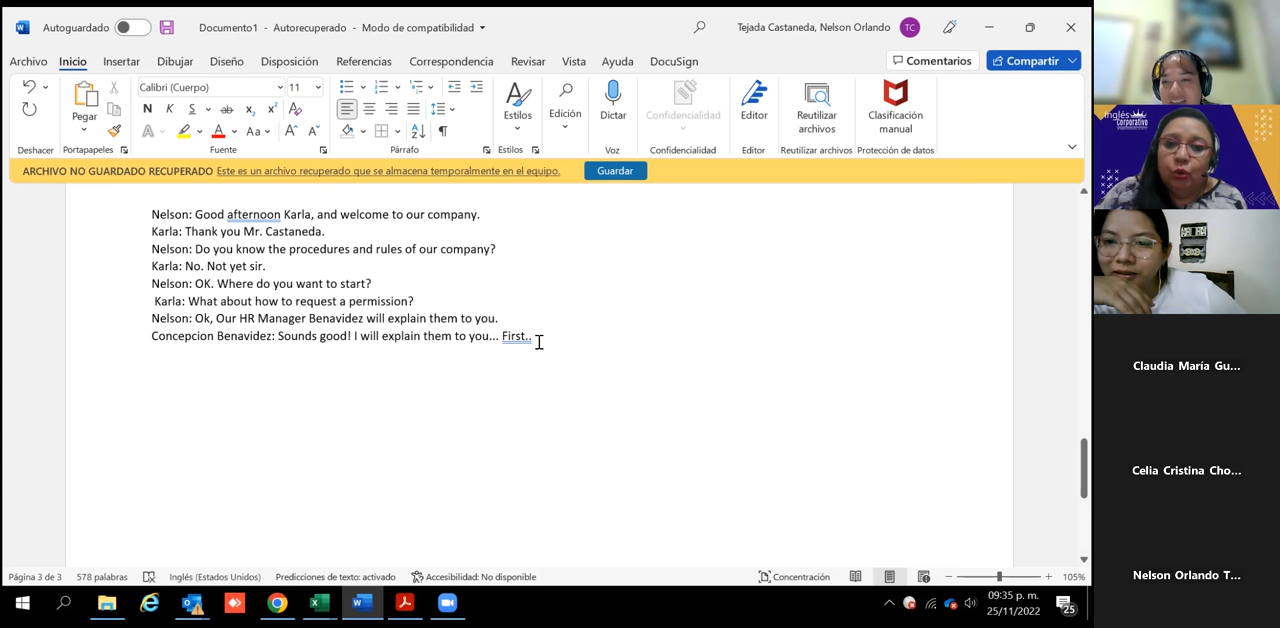 Autoguardado
Documento1 - Autorecuperado - Modo de compatibilidad
Tejada Castaneda, Nelson Orlando
TC
Archivo Inicio Insertar Dibujar Diseño Disposición Referencias Correspondencia Revisar Vista Ayuda DocuSign
Comentarios
Compartir
Pegar
Calibri (Cuerpo) 11
N K S ab x₂ x²
A A Aa A A
Estilos
Edición
Dictar
Confidencialidad
Editor
Reutilizar archivos
Clasificación manual
Deshacer Portapapeles Fuente Párrafo Estilos Voz Confidencialidad Editor Reutilizar archivos Protección de datos
ARCHIVO NO GUARDADO RECUPERADO Este es un archivo recuperado que se almacena temporalmente en el equipo. Guardar
Nelson: Good afternoon Karla, and welcome to our company.
Karla: Thank you Mr. Castaneda.
Nelson: Do you know the procedures and rules of our company?
Karla: No. Not yet sir.
Nelson: OK. Where do you want to start?
Karla: What about how to request a permission?
Nelson: Ok, Our HR Manager Benavidez will explain them to you.
Concepcion Benavidez: Sounds good! I will explain them to you... First..
Página 3 de 3 578 palabras Inglés (Estados Unidos) Predicciones de texto: activado Accesibilidad: No disponible Concentración 105%
09:35 p. m.
25/11/2022
25
Inglés
Corporativo
Claudia María Gu...
Celia Cristina Cho...
Nelson Orlando T...